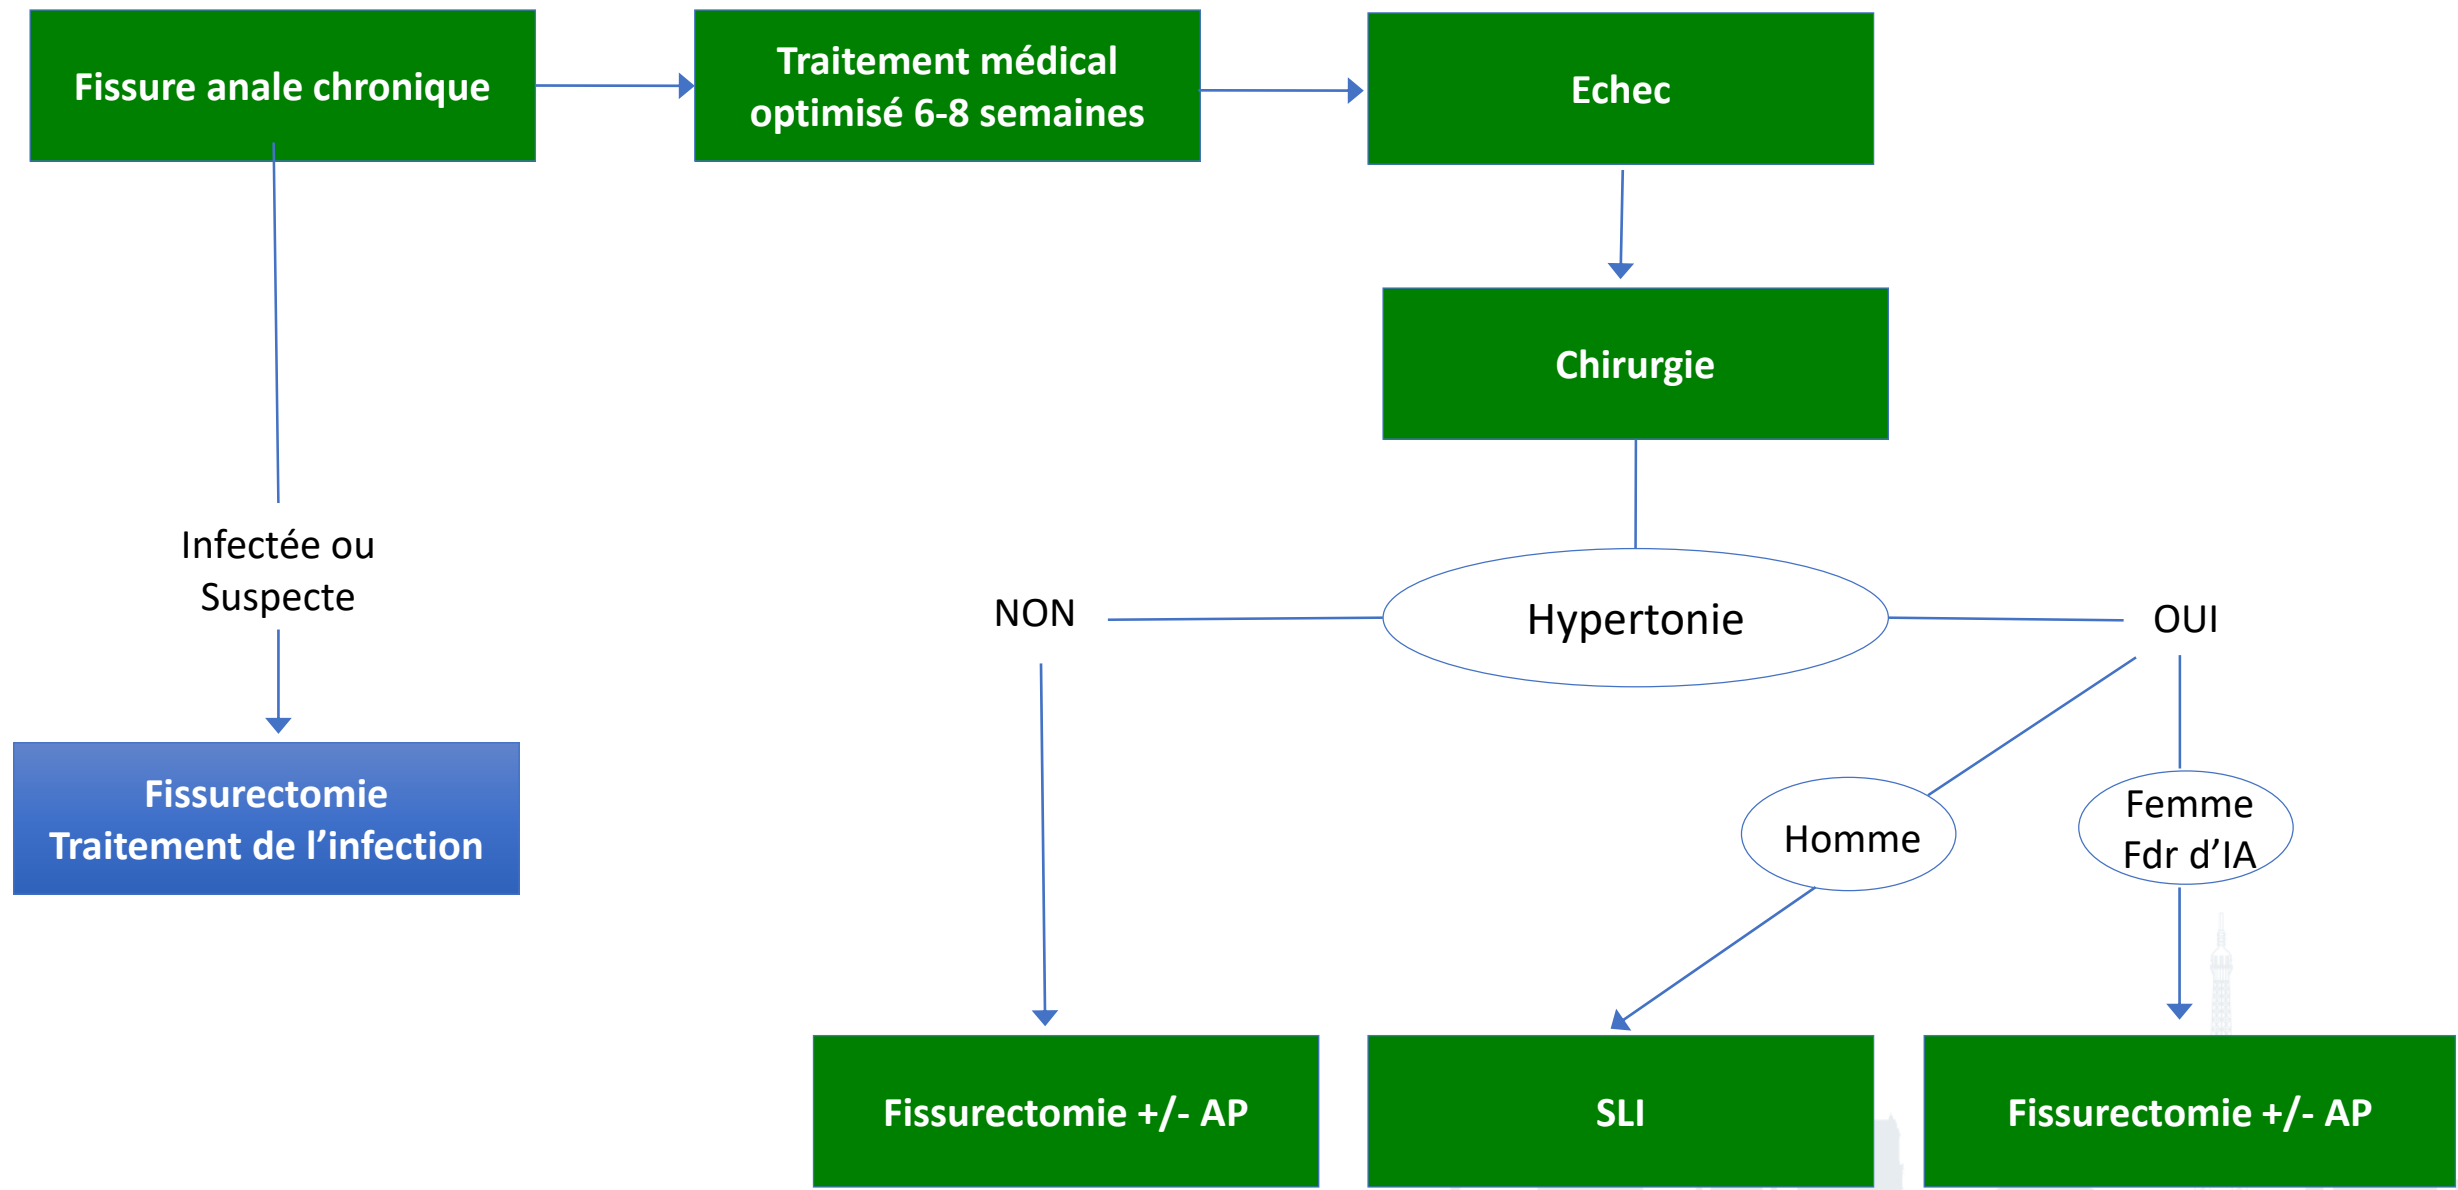 Fissure anale chronique
Traitement médical
optimisé 6-8 semaines
Echec
Chirurgie
Infectée ou
Suspecte
NON
Hypertonie
OUI
Fissurectomie
Traitement de l’infection
Homme
Femme
Fdr d’IA
Fissurectomie +/- AP
SLI
Fissurectomie +/- AP